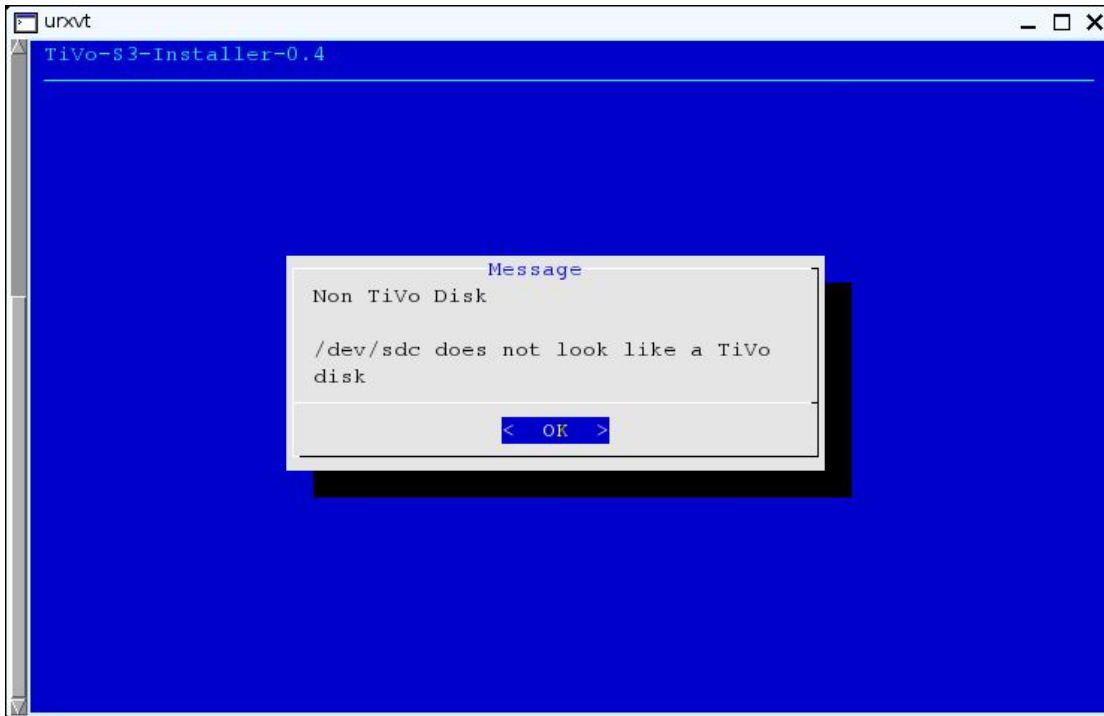 urxvt
TiVo-S3-Installer-0.4
Message
Non TiVo Disk
/dev/sdc does not look like a TiVo
disk
< OK >